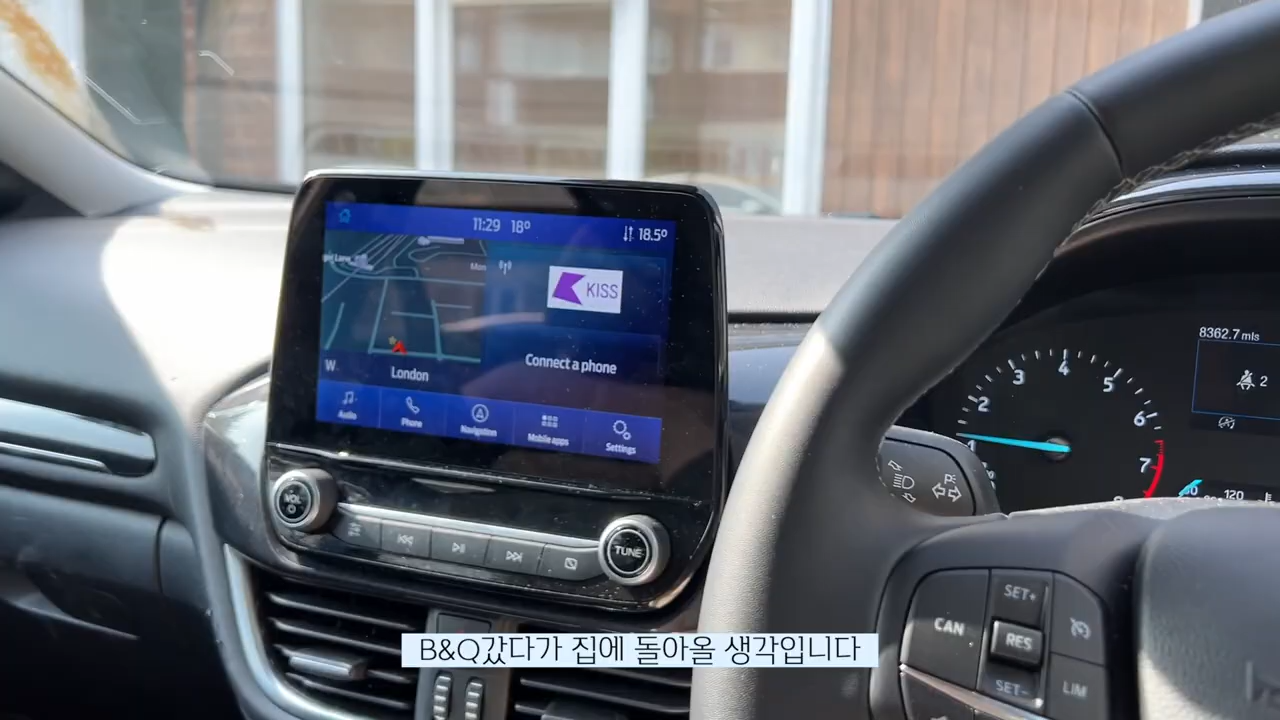 11:29 18° 18.5°
Mon
KISS
W
London
Connect a phone
Audio
Phone
Navigation
Mobile apps
Settings
VOL
TUNE
8362.7 mls
2
1 2 3 4 5 6 7
120
CAN
SET+
RES
SET-
LIM
B&Q갔다가 집에 돌아올 생각입니다